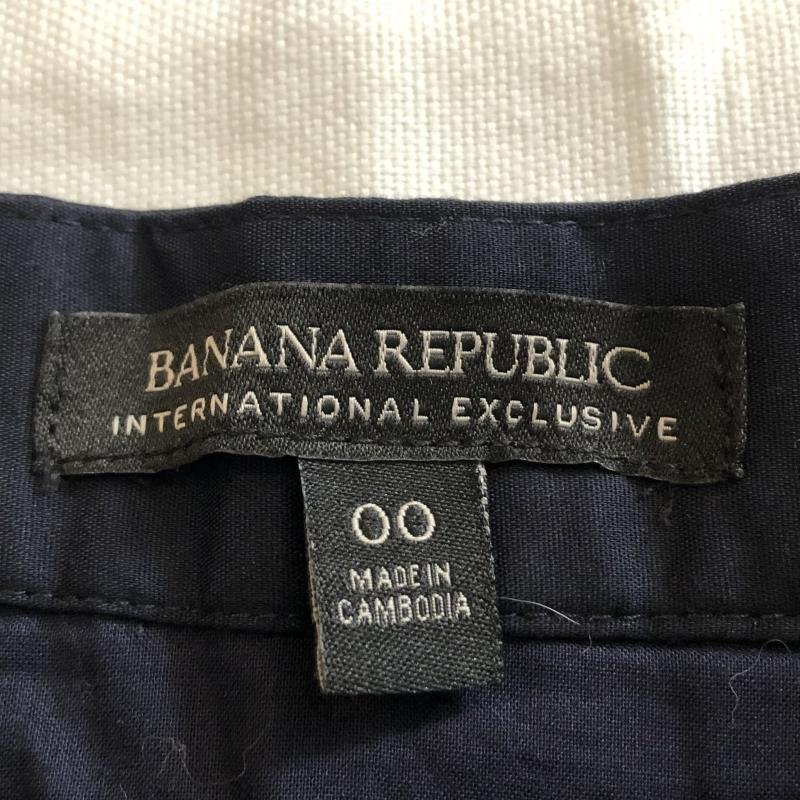 BANANA REPUBLIC
INTERNATIONAL EXCLUSIVE
00
MADE IN
CAMBODIA